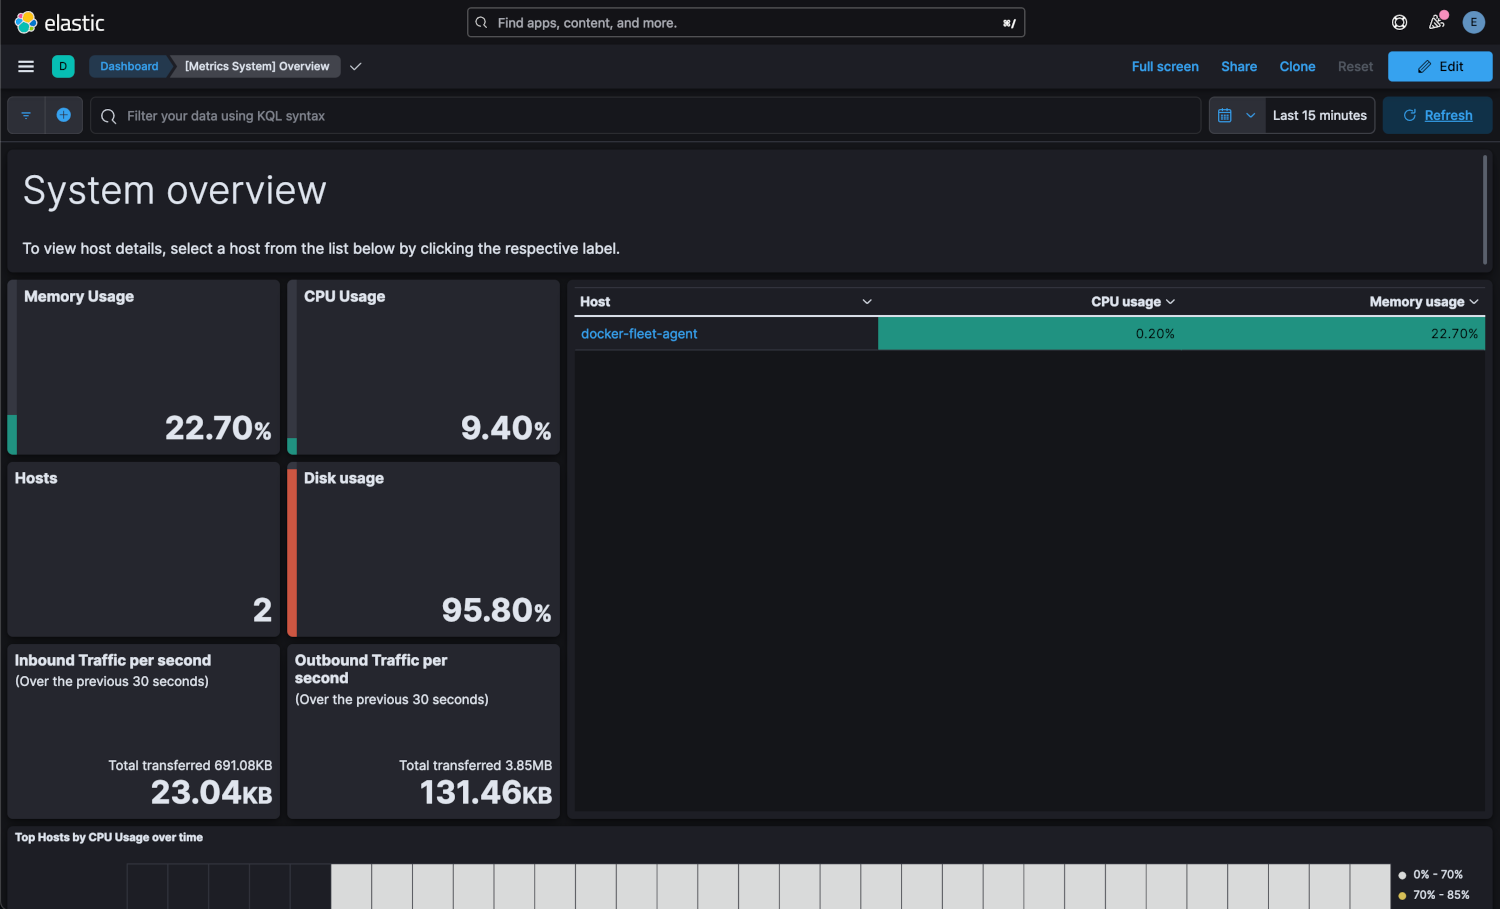 elastic
Find apps, content, and more.
⌘/
E
D
Dashboard
[Metrics System] Overview
Full screen
Share
Clone
Reset
Edit
Filter your data using KQL syntax
Last 15 minutes
Refresh
System overview
To view host details, select a host from the list below by clicking the respective label.
Memory Usage
22.70%
CPU Usage
9.40%
Host
CPU usage
Memory usage
docker-fleet-agent
0.20%
22.70%
Hosts
2
Disk usage
95.80%
Inbound Traffic per second
(Over the previous 30 seconds)
Total transferred 691.08KB
23.04KB
Outbound Traffic per
second
(Over the previous 30 seconds)
Total transferred 3.85MB
131.46KB
Top Hosts by CPU Usage over time
0% - 70%
70% - 85%